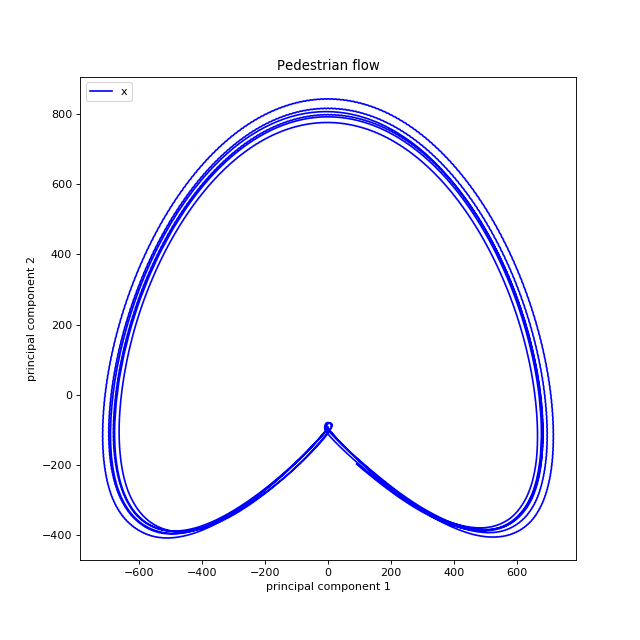 Pedestrian flow
x
principal component 2
800
600
400
200
0
−200
−400
−600 −400 −200 0 200 400 600
principal component 1